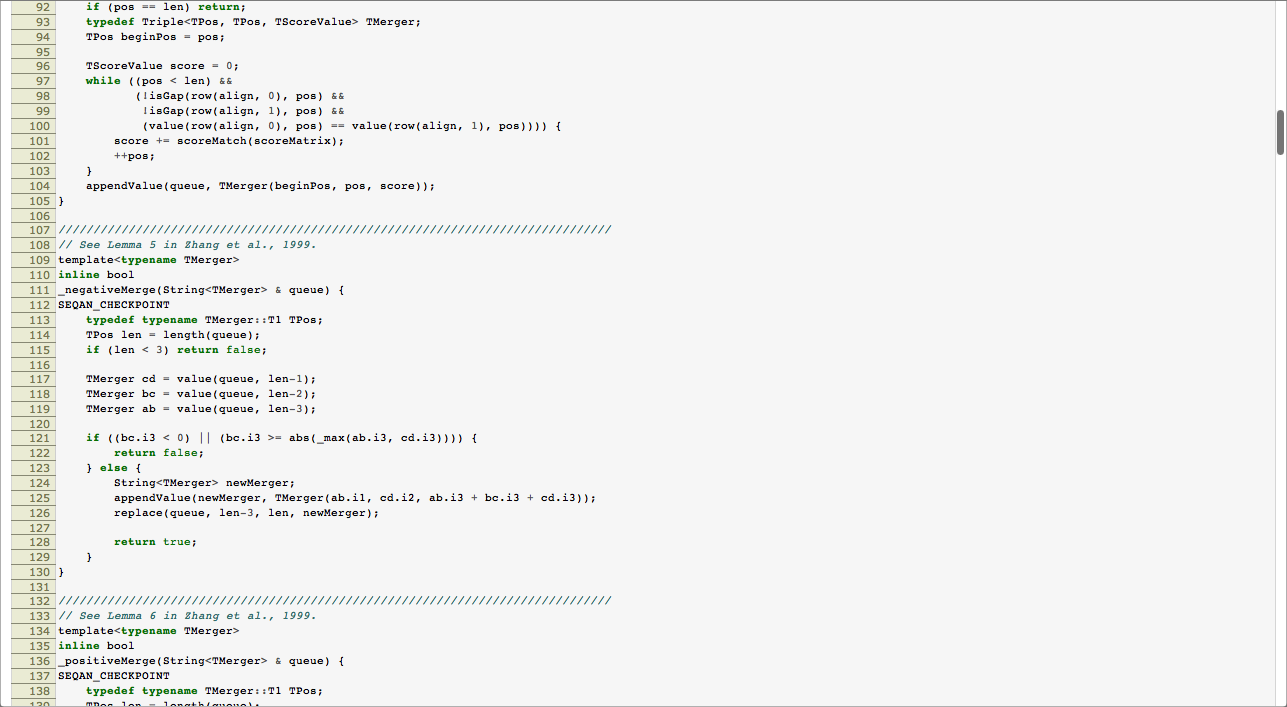 92 if (pos == len) return;
93 typedef Triple<TPos, TPos, TScoreValue> TMerger;
94 TPos beginPos = pos;
95
96 TScoreValue score = 0;
97 while ((pos < len) &&
98 (!isGap(row(align, 0), pos) &&
99 !isGap(row(align, 1), pos) &&
100 (value(row(align, 0), pos) == value(row(align, 1), pos)))) {
101 score += scoreMatch(scoreMatrix);
102 ++pos;
103 }
104 appendValue(queue, TMerger(beginPos, pos, score));
105 }
106
107 ///////////////////////////////////////////////////////////////////////////////
108 // See Lemma 5 in Zhang et al., 1999.
109 template<typename TMerger>
110 inline bool
111 _negativeMerge(String<TMerger> & queue) {
112 SEQAN_CHECKPOINT
113 typedef typename TMerger::T1 TPos;
114 TPos len = length(queue);
115 if (len < 3) return false;
116
117 TMerger cd = value(queue, len-1);
118 TMerger bc = value(queue, len-2);
119 TMerger ab = value(queue, len-3);
120
121 if ((bc.i3 < 0) || (bc.i3 >= abs(_max(ab.i3, cd.i3)))) {
122 return false;
123 } else {
124 String<TMerger> newMerger;
125 appendValue(newMerger, TMerger(ab.i1, cd.i2, ab.i3 + bc.i3 + cd.i3));
126 replace(queue, len-3, len, newMerger);
127
128 return true;
129 }
130 }
131
132 ///////////////////////////////////////////////////////////////////////////////
133 // See Lemma 6 in Zhang et al., 1999.
134 template<typename TMerger>
135 inline bool
136 _positiveMerge(String<TMerger> & queue) {
137 SEQAN_CHECKPOINT
138 typedef typename TMerger::T1 TPos;
139 TPos len = length(queue);